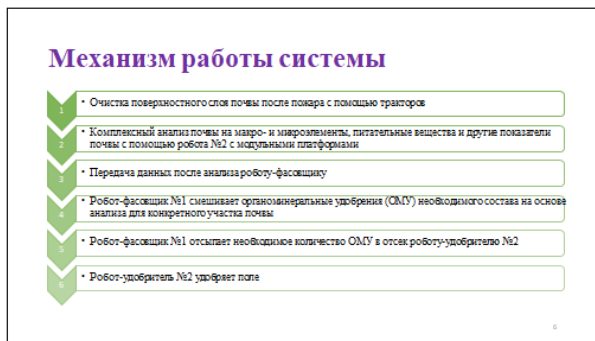 Механизм работы системы
1
• Очистка поверхностного слоя почвы после пожара с помощью тракторов
2
• Комплексный анализ почвы на макро- и микроэлементы, питательные вещества и другие показатели
почвы с помощью робота №2 с модульными платформами
3
• Передача данных после анализа роботу-фасовщику
4
• Робот-фасовщик №1 смешивает органоминеральные удобрения (ОМУ) необходимого состава на основе
анализа для конкретного участка почвы
5
• Робот-фасовщик №1 отсыпает необходимое количество ОМУ в отсек роботу-удобрителю №2
6
• Робот-удобритель №2 удобряет поле
6